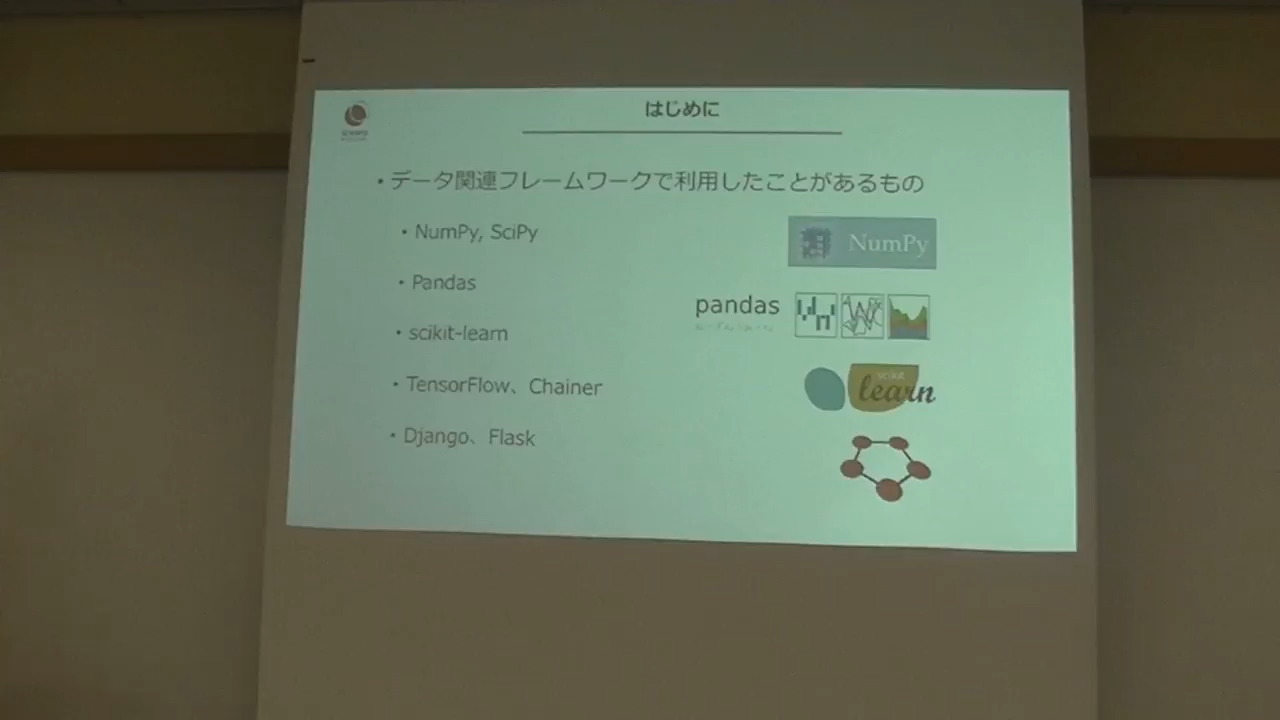 はじめに
・データ関連フレームワークで利用したことがあるもの
・NumPy, SciPy
・Pandas
・scikit-learn
・TensorFlow、Chainer
・Django、Flask
NumPy
pandas
scikit
learn